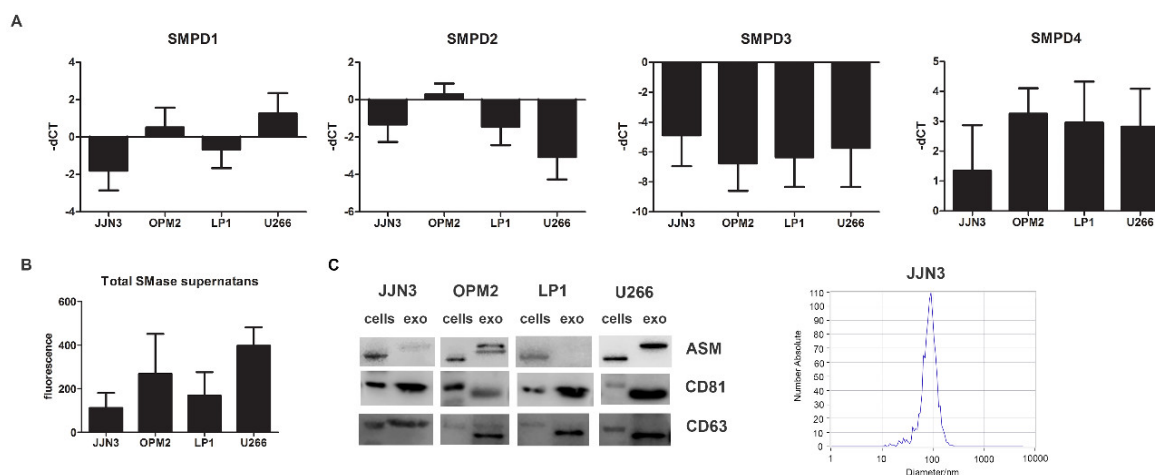 A
SMPD1
SMPD2
SMPD3
SMPD4
-dCT
4
2
0
-2
-4
JJN3 OPM2 LP1 U266
-dCT
2
0
-2
-4
-6
JJN3 OPM2 LP1 U266
-dCT
0
-2
-4
-6
-8
-10
JJN3 OPM2 LP1 U266
-dCT
5
4
3
2
1
0
JJN3 OPM2 LP1 U266
B
Total SMase supernatans
fluorescence
600
400
200
0
JJN3 OPM2 LP1 U266
C
JJN3 OPM2 LP1 U266
cells exo cells exo cells exo cells exo
ASM
CD81
CD63
JJN3
Number Absolute
110
100
90
80
70
60
50
40
30
20
10
0
1 10 100 1000 10000
Diameter/nm